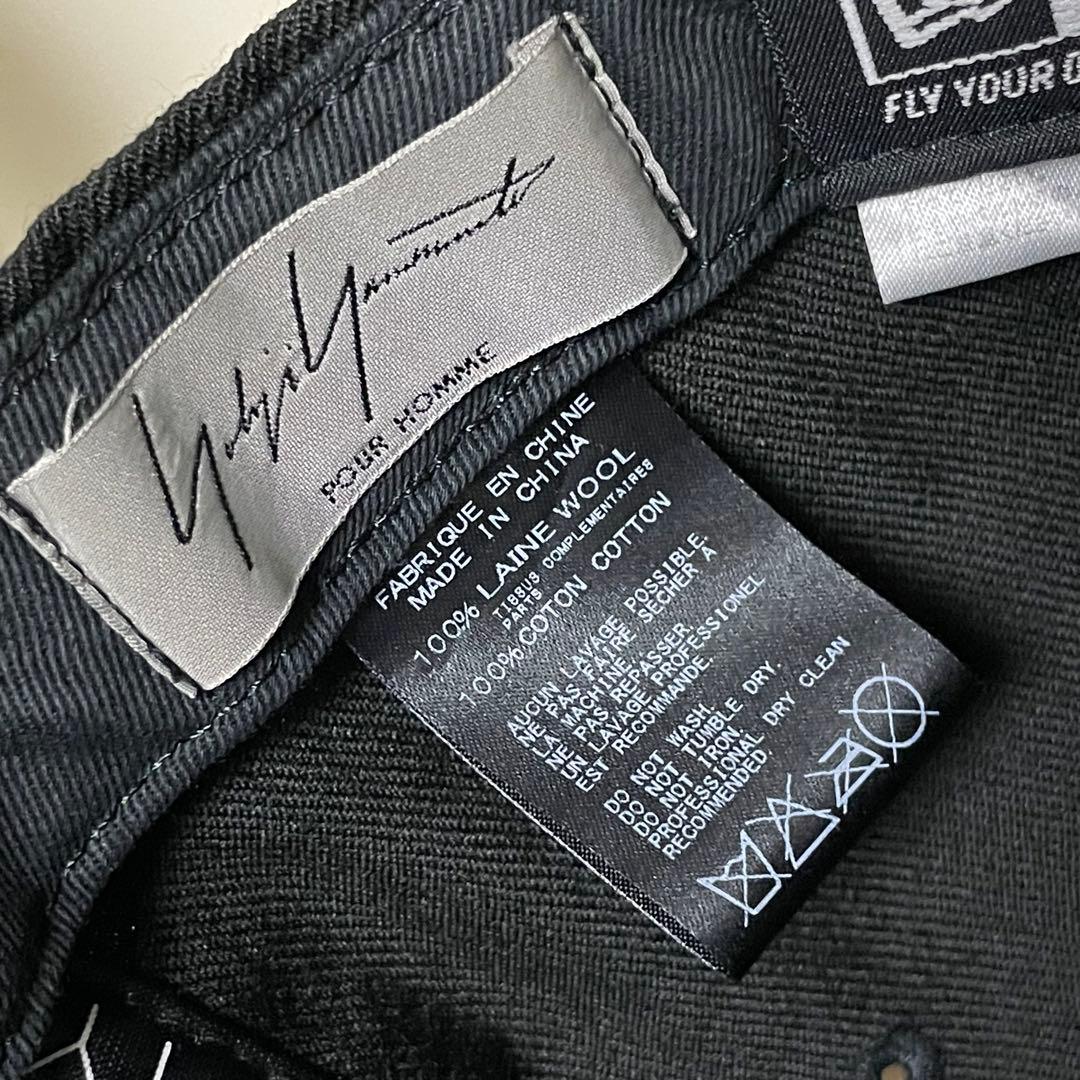 Yohji Yamamoto
POUR HOMME
FLY YOUR O
FABRIQUE EN CHINE
MADE IN CHINA
100% LAINE WOOL
TISSUS COMPLEMENTAIRES
PARTS
100%COTON COTTON
AUCUN LAVAGE POSSIBLE.
NE PAS FAIRE SECHER À
LA MACHINE.
NE PAS REPASSER.
UN LAVAGE PROFESSIONEL
EST RECOMMANDE.
DO NOT WASH.
DO NOT TUMBLE DRY.
DO NOT IRON.
PROFESSIONAL DRY CLEAN
RECOMMENDED.